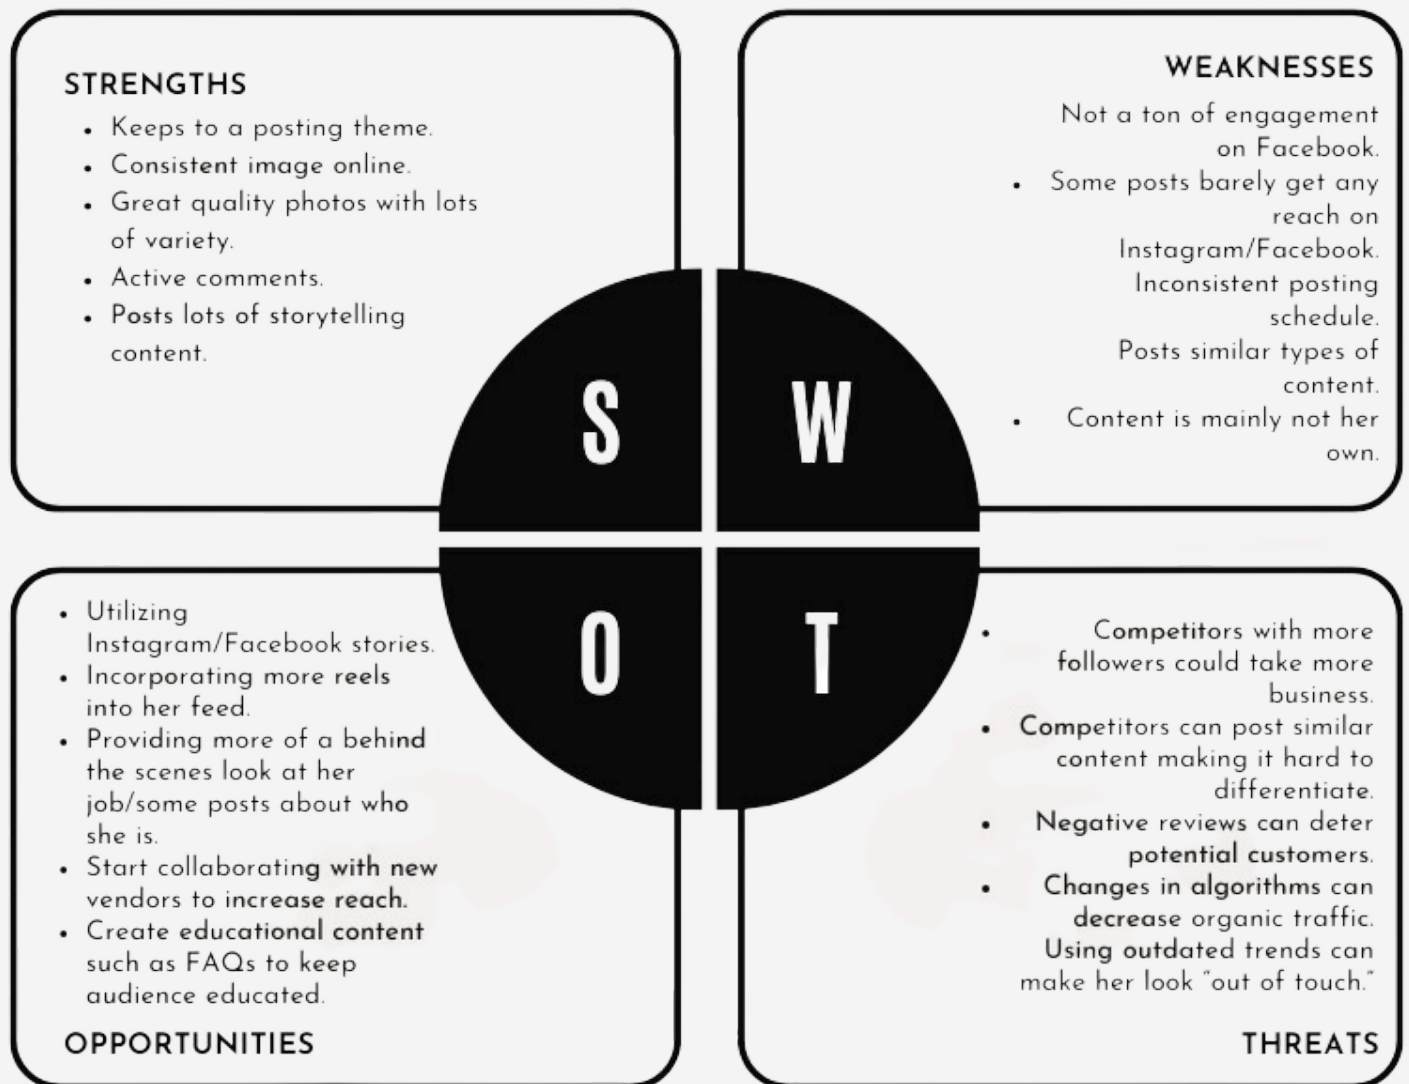 STRENGTHS
• Keeps to a posting theme.
• Consistent image online.
• Great quality photos with lots
of variety.
• Active comments.
• Posts lots of storytelling
content.
WEAKNESSES
Not a ton of engagement
on Facebook.
• Some posts barely get any
reach on
Instagram/Facebook.
Inconsistent posting
schedule.
Posts similar types of
content.
• Content is mainly not her
own.
S
W
O
T
• Utilizing
Instagram/Facebook stories.
• Incorporating more reels
into her feed.
• Providing more of a behind
the scenes look at her
job/some posts about who
she is.
• Start collaborating with new
vendors to increase reach.
• Create educational content
such as FAQs to keep
audience educated.
OPPORTUNITIES
• Competitors with more
followers could take more
business.
• Competitors can post similar
content making it hard to
differentiate.
• Negative reviews can deter
potential customers.
• Changes in algorithms can
decrease organic traffic.
Using outdated trends can
make her look “out of touch.”
THREATS